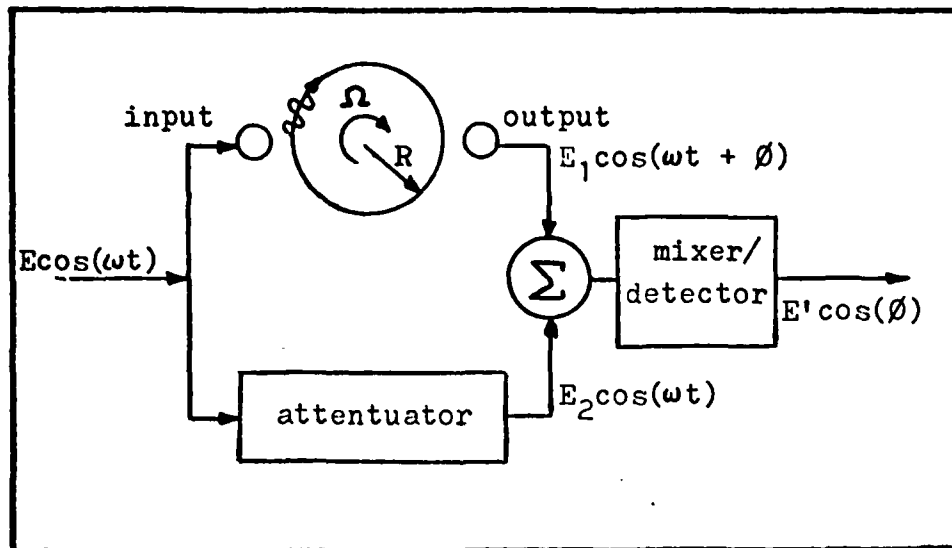 input
Ω
R
output
E₁cos(ωt + ø)
Ecos(ωt)
Σ
mixer/
detector
E'cos(Ø)
attentuator
E₂cos(ωt)